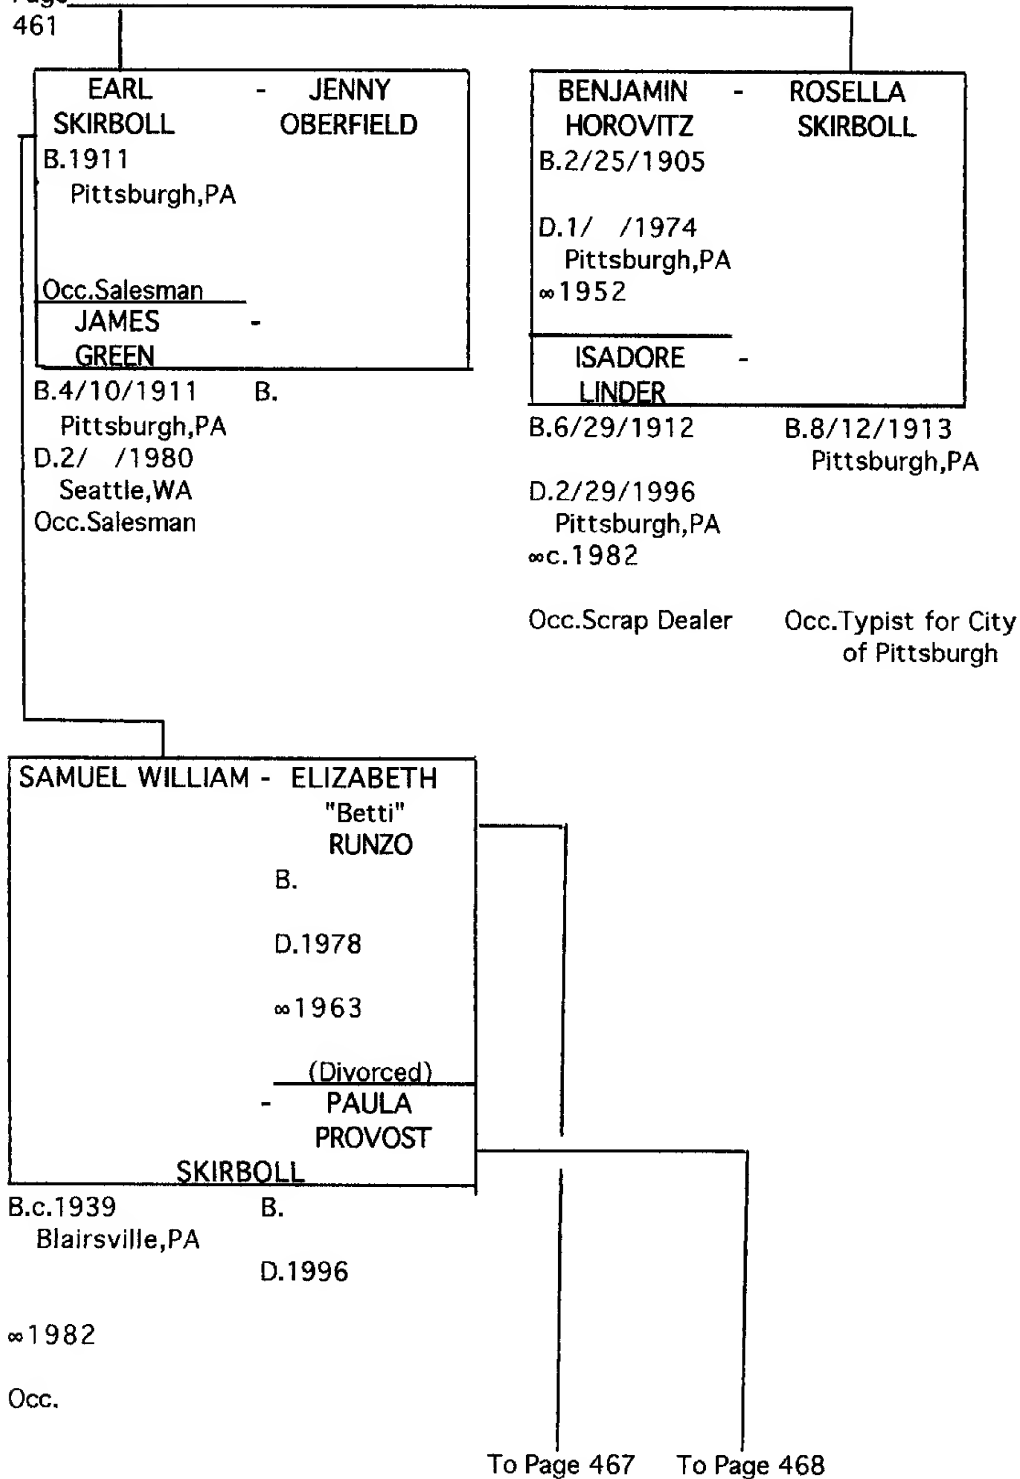 Page
461
EARL - JENNY
SKIRBOLL OBERFIELD
B.1911
Pittsburgh,PA
Occ.Salesman
JAMES -
GREEN
B.4/10/1911 B.
Pittsburgh,PA
D.2/ /1980
Seattle,WA
Occ.Salesman
BENJAMIN - ROSELLA
HOROVITZ SKIRBOLL
B.2/25/1905
D.1/ /1974
Pittsburgh,PA
∞1952
ISADORE -
LINDER
B.6/29/1912 B.8/12/1913
Pittsburgh,PA
D.2/29/1996
Pittsburgh,PA
∞c.1982
Occ.Scrap Dealer Occ.Typist for City
of Pittsburgh
SAMUEL WILLIAM - ELIZABETH
"Betti"
RUNZO
B.
D.1978
∞1963
(Divorced)
- PAULA
PROVOST
SKIRBOLL
B.c.1939 B.
Blairsville,PA
D.1996
∞1982
Occ.
To Page 467 To Page 468